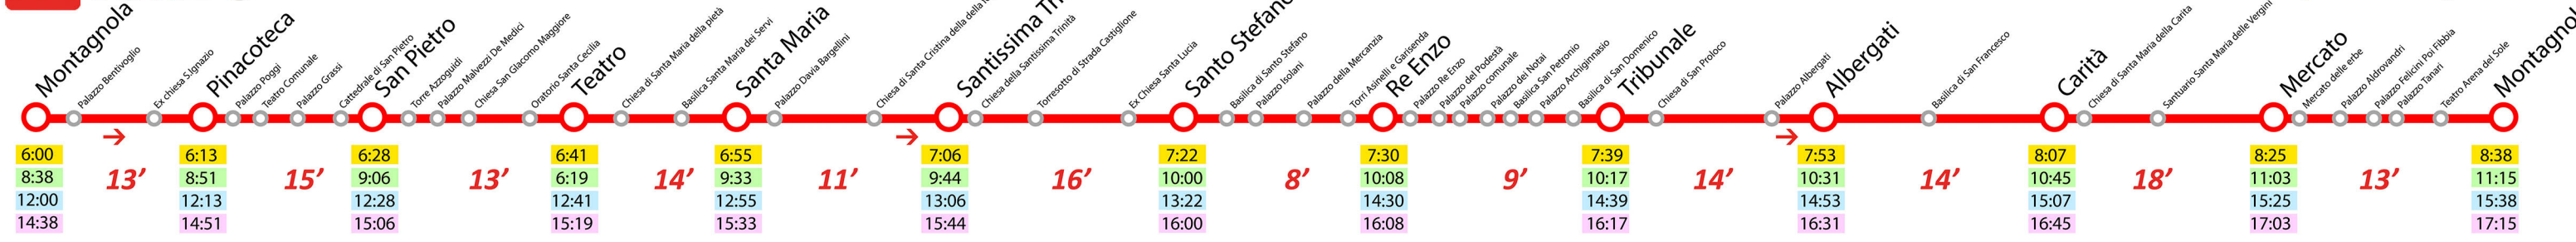 Montagnola
Palazzo Bentivoglio
Ex chiesa S.Ignazio
Pinacoteca
Palazzo Poggi
Teatro Comunale
Palazzo Grassi
Cattedrale di San Pietro
San Pietro
Torre Azzoguidi
Palazzo Malvezzi De Medici
Chiesa San Giacomo Maggiore
Oratorio Santa Cecilia
Teatro
Chiesa di Santa Maria della pietà
Basilica Santa Maria dei Servi
Santa Maria
Palazzo Davia Bargellini
Chiesa di Santa Cristina della
Santissima
Chiesa della Santissima Trinità
Torresotto di Strada Castiglione
Ex Chiesa Santa Lucia
Santo Stefano
Basilica di Santo Stefano
Palazzo Isolani
Palazzo della Mercanzia
Torri Asinelli e Garisenda
Re Enzo
Palazzo Re Enzo
Palazzo del Podestà
Palazzo comunale
Palazzo dei Notai
Basilica San Petronio
Palazzo Archiginnasio
Basilica di San Domenico
Tribunale
Chiesa di San Proloco
Palazzo Albergati
Albergati
Basilica di San Francesco
Carità
Chiesa di Santa Maria della Carita
Santuario Santa Maria delle Vergini
Mercato
Mercato delle erbe
Palazzo Aldrovandri
Palazzo Felicini Poi Fibbia
Palazzo Tanari
Teatro Arena del Sole
Montagnol
6:00 6:13 6:28 6:41 6:55 7:06 7:22 7:30 7:39 7:53 8:07 8:25 8:38
8:38 8:51 9:06 6:19 9:33 9:44 10:00 10:08 10:17 10:31 10:45 11:03 11:15
13’ 15’ 13’ 14’ 11’ 16’ 8’ 9’ 14’ 14’ 18’ 13’
12:00 12:13 12:28 12:41 12:55 13:06 13:22 14:30 14:39 14:53 15:07 15:25 15:38
14:38 14:51 15:06 15:19 15:33 15:44 16:00 16:08 16:17 16:31 16:45 17:03 17:15